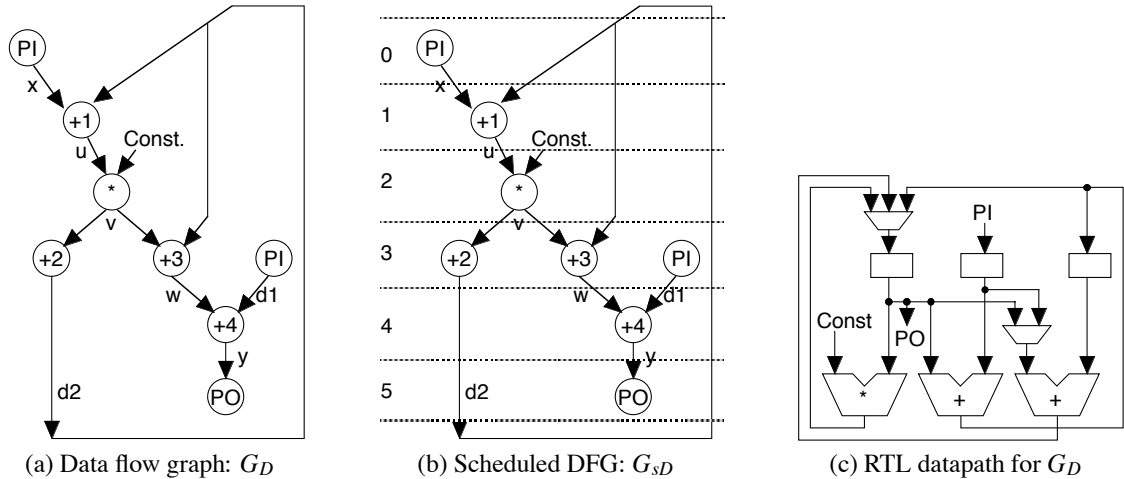 PI
x
+1
u
Const.
*
v
+2
+3
PI
w
d1
+4
y
d2
PO
(a) Data flow graph: G_D
0
PI
x
1
+1
u
Const.
2
*
v
3
+2
+3
PI
w
d1
4
+4
y
5
d2
PO
(b) Scheduled DFG: G_sD
PI
Const
PO
*
+
+
(c) RTL datapath for G_D